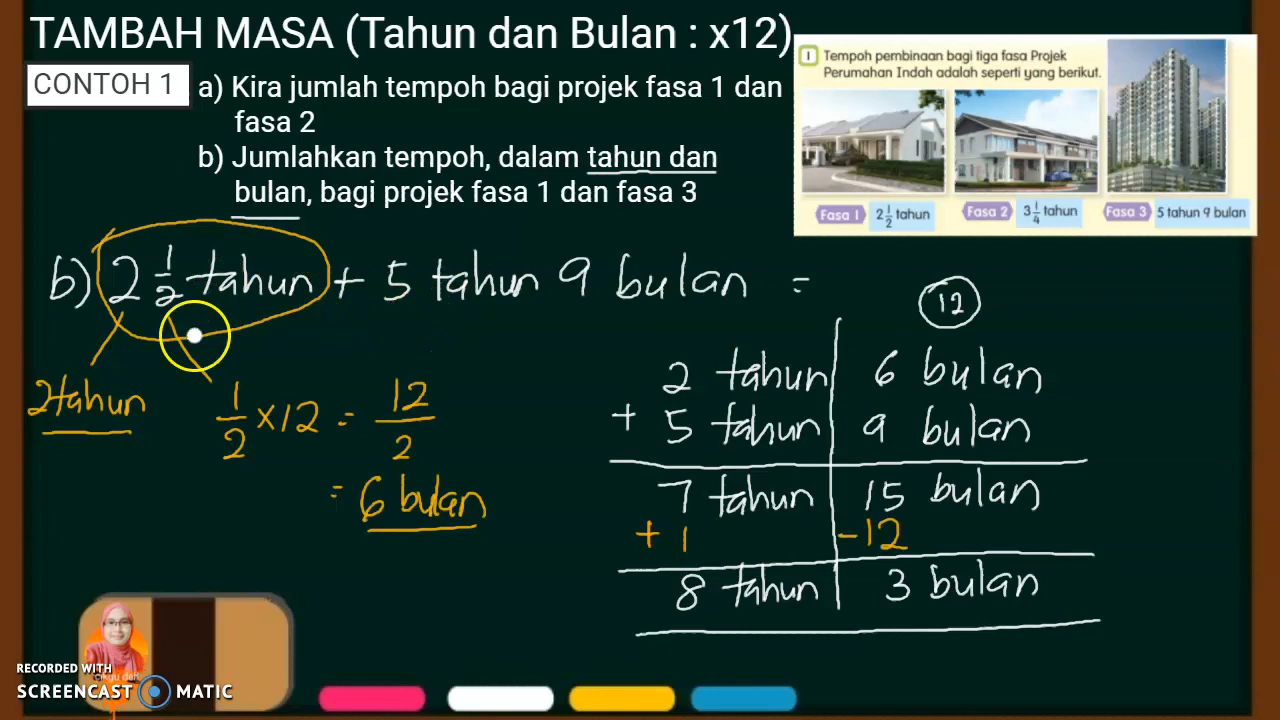 TAMBAH MASA (Tahun dan Bulan : x12)
CONTOH 1
a) Kira jumlah tempoh bagi projek fasa 1 dan
fasa 2
b) Jumlahkan tempoh, dalam tahun dan
bulan, bagi projek fasa 1 dan fasa 3
1 Tempoh pembinaan bagi tiga fasa Projek
Perumahan Indah adalah seperti yang berikut.
Fasa 1 2 1/2 tahun
Fasa 2 3 1/4 tahun
Fasa 3 5 tahun 9 bulan
b) 2 1/2 tahun + 5 tahun 9 bulan =
2 tahun
1/2 × 12 = 12/2
= 6 bulan
12
2 tahun 6 bulan
+ 5 tahun 9 bulan
7 tahun 15 bulan
+ 1 - 12
8 tahun 3 bulan
RECORDED WITH
SCREENCAST MATIC